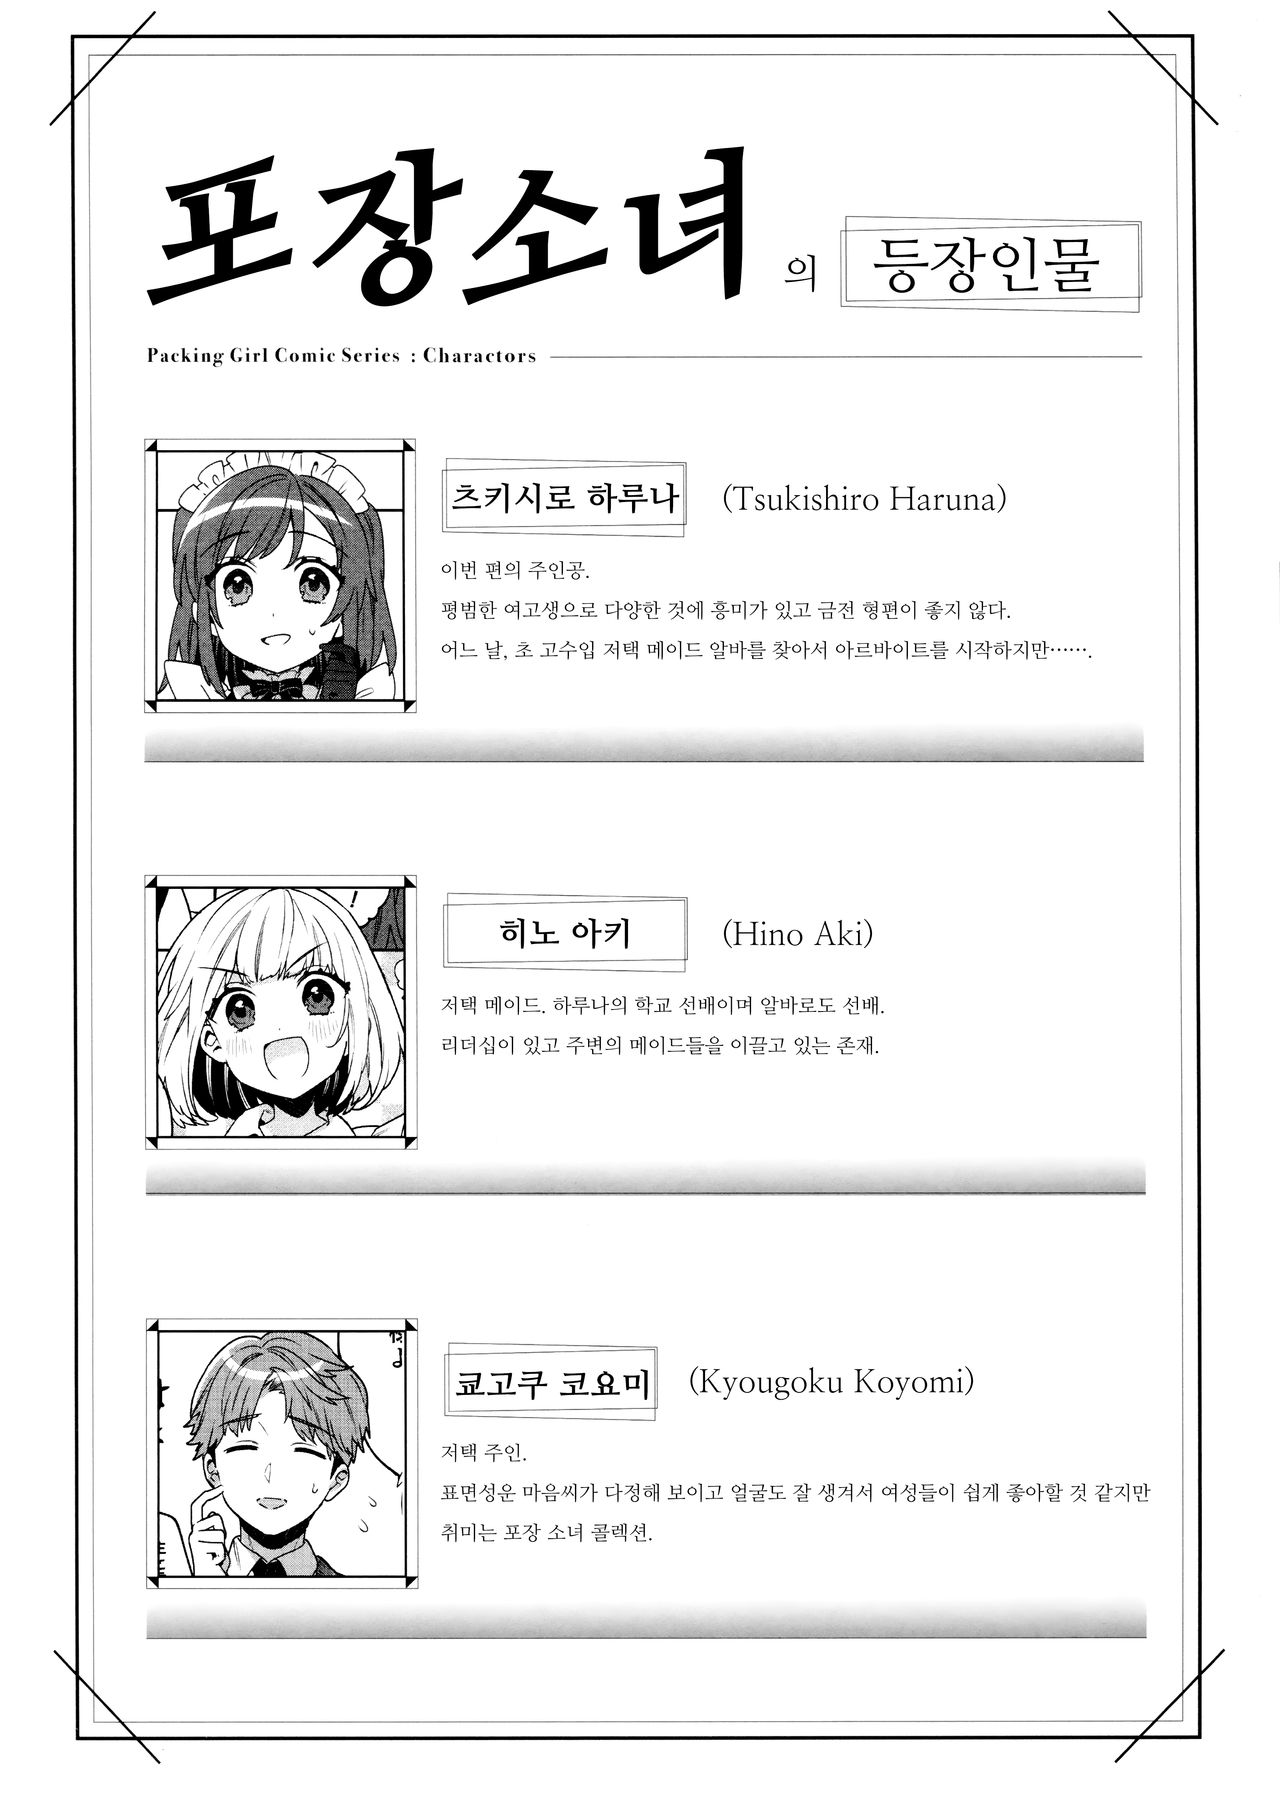 포장소녀 의 등장인물
Packing Girl Comic Series : Charactors
츠키시로 하루나 (Tsukishiro Haruna)
이번 편의 주인공.
평범한 여고생으로 다양한 것에 흥미가 있고 금전 형편이 좋지 않다.
어느 날, 초 고수입 저택 메이드 알바를 찾아서 아르바이트를 시작하지만…….
!
히노 아키 (Hino Aki)
저택 메이드. 하루나의 학교 선배이며 알바로도 선배.
리더십이 있고 주변의 메이드들을 이끌고 있는 존재.
쿄고쿠 코요미 (Kyougoku Koyomi)
저택 주인.
표면성운 마음씨가 다정해 보이고 얼굴도 잘 생겨서 여성들이 쉽게 좋아할 것 같지만
취미는 포장 소녀 콜렉션.